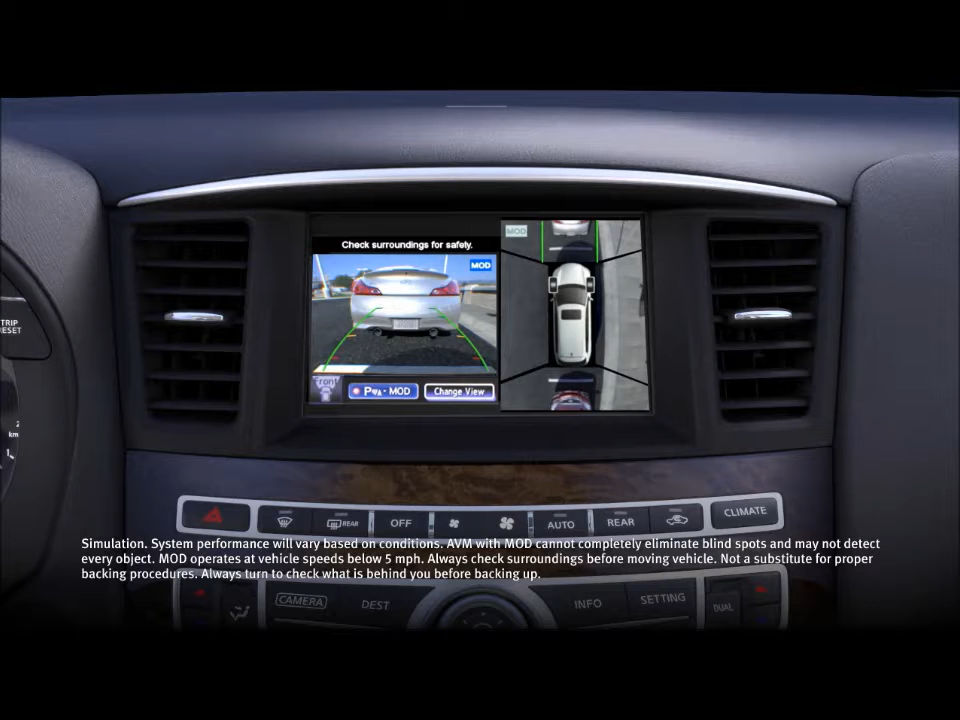 Check surroundings for safety.
MOD
MOD
Front
P - MOD
Change View
TRIP
RESET
km
REAR
OFF
AUTO
REAR
CLIMATE
Simulation. System performance will vary based on conditions. AVM with MOD cannot completely eliminate blind spots and may not detect
every object. MOD operates at vehicle speeds below 5 mph. Always check surroundings before moving vehicle. Not a substitute for proper
backing procedures. Always turn to check what is behind you before backing up.
CAMERA
DEST
INFO
SETTING
DUAL